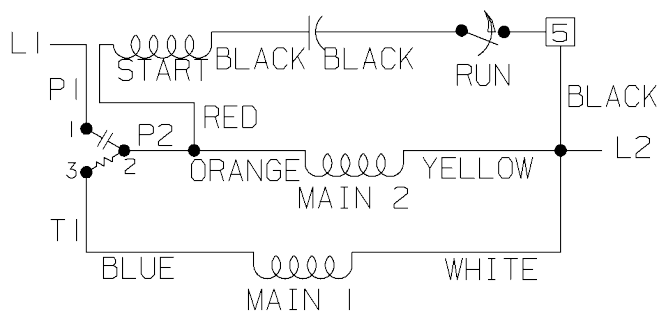 L1
5
START
BLACK
BLACK
RUN
P1
BLACK
RED
1
P2
L2
3
2
ORANGE
YELLOW
MAIN 2
T1
BLUE
WHITE
MAIN 1